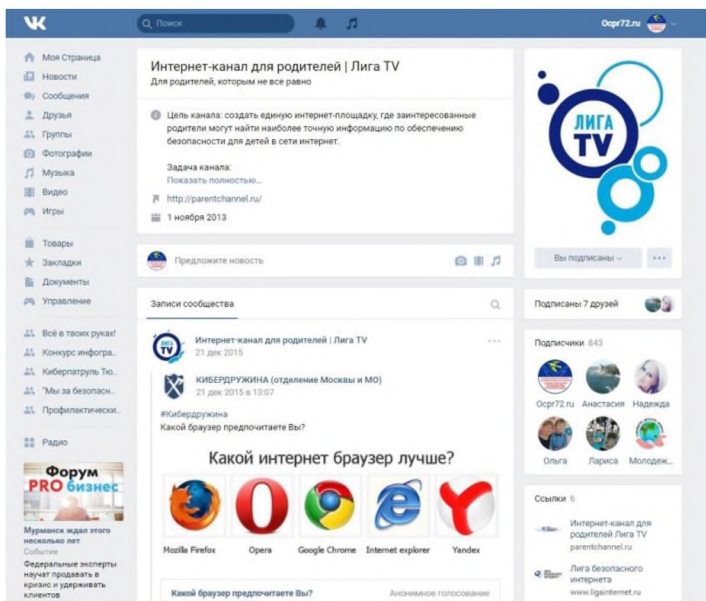 Поиск
Ocpr72.ru
Моя Страница
Новости
Сообщения
Друзья
Группы
Фотографии
Музыка
Видео
Игры
Товары
Закладки
Документы
Управление
Всё в твоих руках!
Конкурс инфогра..
Киберпатруль Тю..
"Мы за безопасн..
Профилактически..
Радио
Форум
PRO бизнес
Мурманск ждал этого
несколько лет
Событие
Федеральные эксперты
научат продавать в
кризис и удерживать
клиентов
Интернет-канал для родителей | Лига TV
Для родителей, которым не все равно
Цель канала: создать единую интернет-площадку, где заинтересованные
родители могут найти наиболее точную информацию по обеспечению
безопасности для детей в сети интернет.
Задача канала:
Показать полностью...
http://parentchannel.ru/
1 ноября 2013
Предложите новость
Записи сообщества
ЛИГА
TV
Интернет-канал для родителей | Лига TV
21 дек 2015
КИБЕРДРУЖИНА (отделение Москвы и МО)
21 дек 2015 в 13:07
#Кибердружина
Какой браузер предпочитаете Вы?
Какой интернет браузер лучше?
Mozilla Firefox
Opera
Google Chrome
Internet explorer
Yandex
Какой браузер предпочитаете Вы?
Анонимное голосование
ЛИГА
TV
Вы подписаны
Подписаны 7 друзей
Подписчики 843
Ocpr72.ru
Анастасия
Надежда
Ольга
Лариса
Молодеж...
Ссылки 6
Интернет-канал для
родителей Лига TV
parentchannel.ru
Лига безопасного
интернета
www.ligainternet.ru